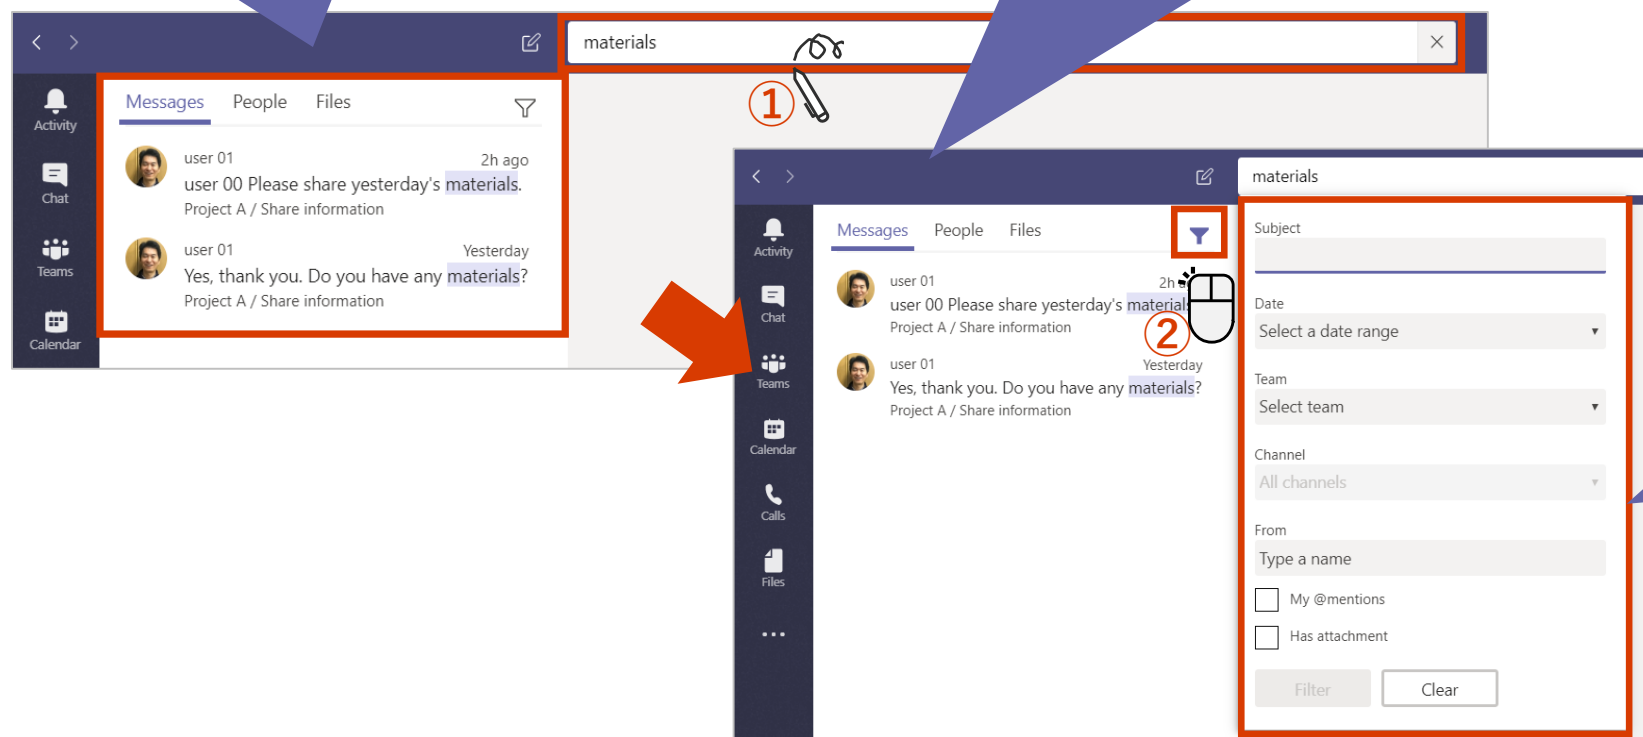 materials
①
Activity
Chat
Teams
Calendar
Messages People Files
user 01 2h ago
user 00 Please share yesterday's materials.
Project A / Share information
user 01 Yesterday
Yes, thank you. Do you have any materials?
Project A / Share information
materials
Activity
Chat
Teams
Calendar
Calls
Files
Messages People Files
user 01 2h
user 00 Please share yesterday's materials
Project A / Share information
②
user 01 Yesterday
Yes, thank you. Do you have any materials?
Project A / Share information
Subject
Date
Select a date range
Team
Select team
Channel
All channels
From
Type a name
My @mentions
Has attachment
Filter Clear